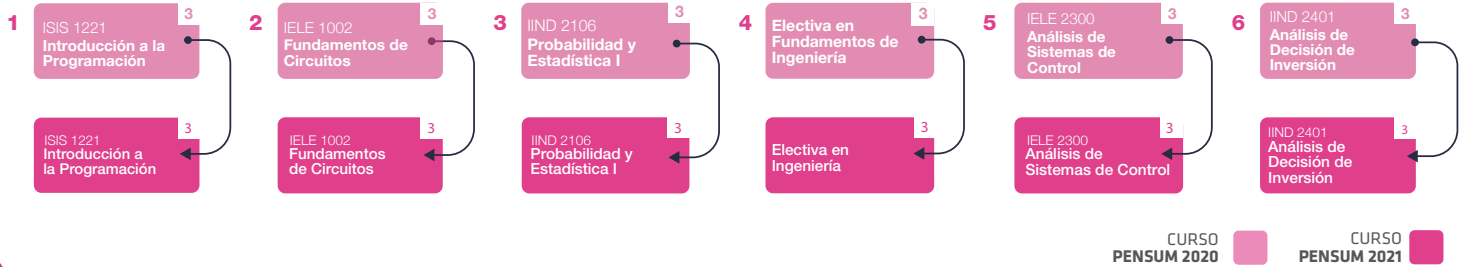 1
ISIS 1221
3
Introducción a la
Programación
ISIS 1221
3
Introducción a
la Programación
2
IELE 1002
3
Fundamentos de
Circuitos
IELE 1002
3
Fundamentos
de Circuitos
3
IIND 2106
3
Probabilidad y
Estadística I
IIND 2106
3
Probabilidad y
Estadística I
4
Electiva en
3
Fundamentos de
Ingeniería
3
Electiva en
Ingeniería
5
IELE 2300
3
Análisis de
Sistemas de
Control
IELE 2300
3
Análisis de
Sistemas de Control
6
IIND 2401
3
Análisis de
Decisión de
Inversión
IIND 2401
3
Análisis de
Decisión de
Inversión
CURSO
PENSUM 2020
CURSO
PENSUM 2021